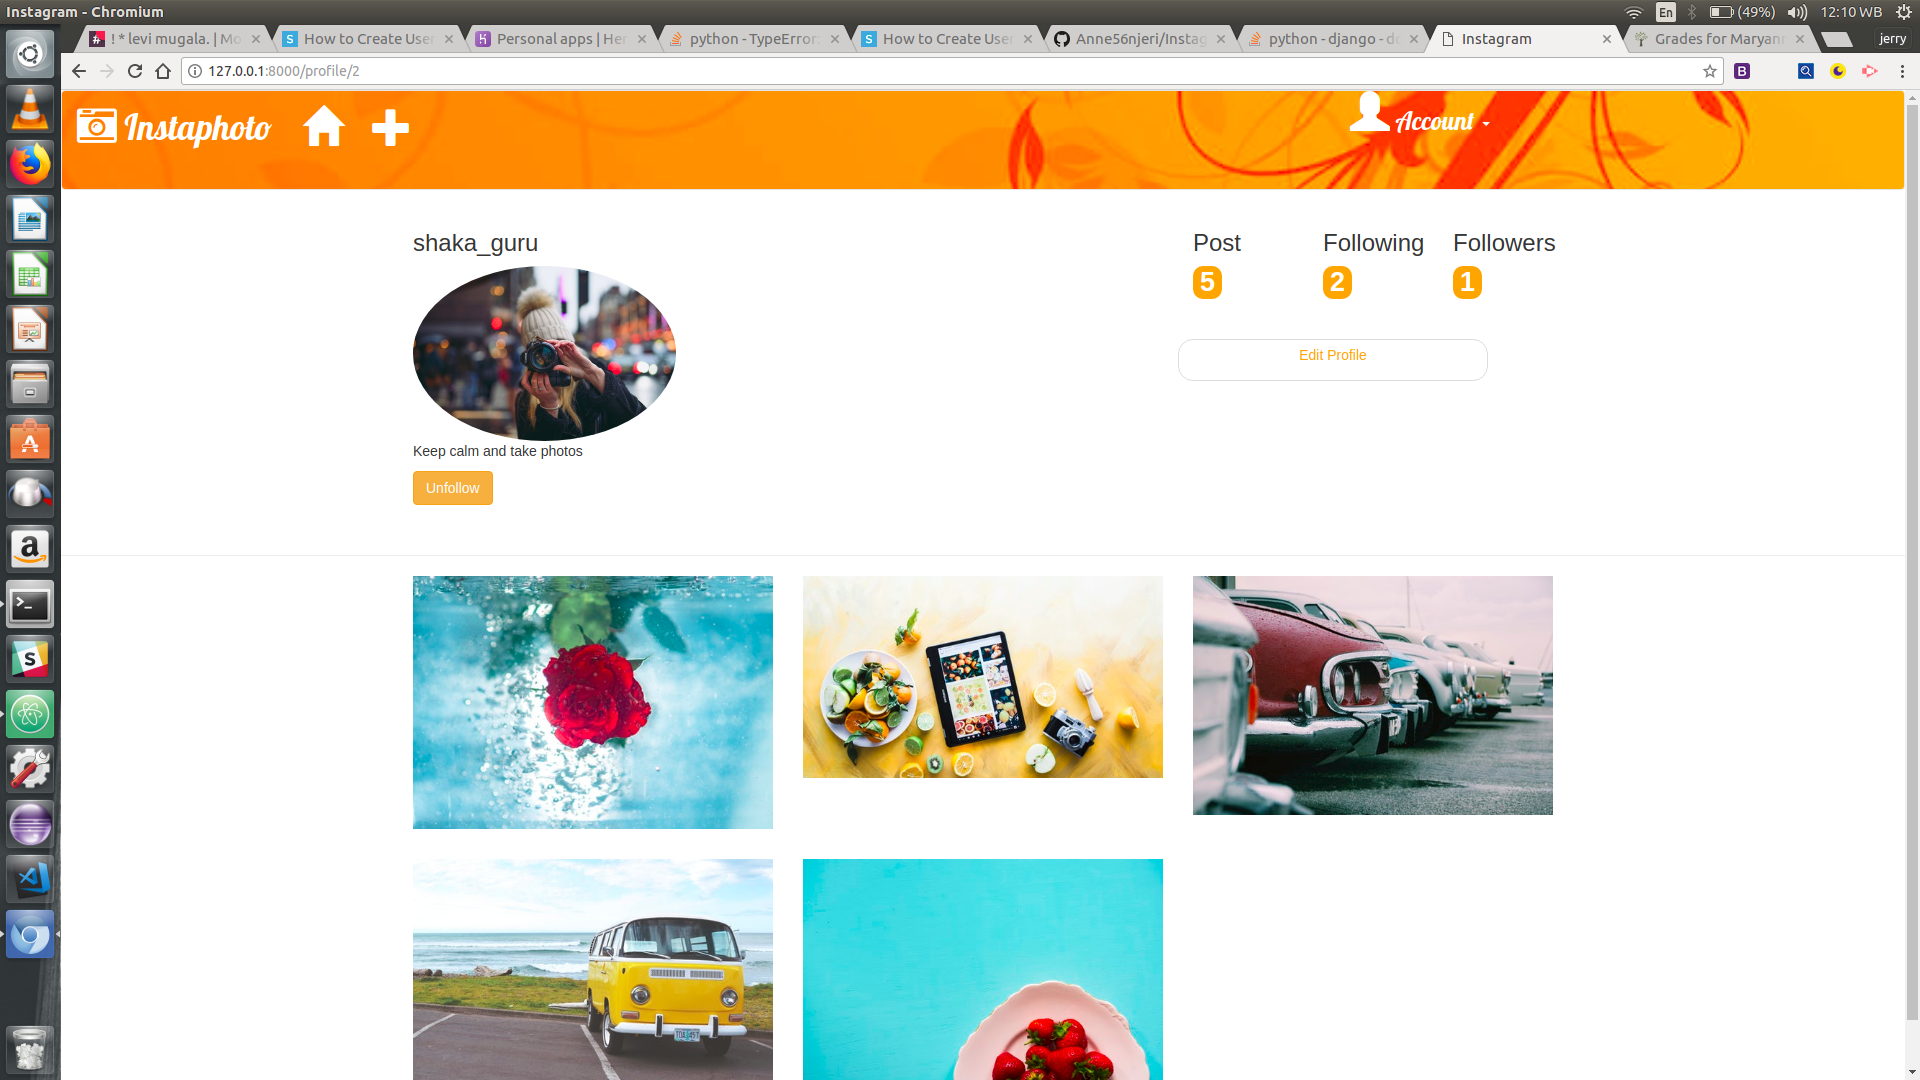 Instagram - Chromium
En (49%) 12:10 WB
! * levi mugala. | Mo
How to Create User
Personal apps | Her
python - TypeError:
How to Create User
Anne56njeri/Instag
python - django - do
Instagram
Grades for Maryann
jerry
127.0.0.1:8000/profile/2
Instaphoto
Account
shaka_guru
Post
Following
Followers
5
2
1
Edit Profile
Keep calm and take photos
Unfollow